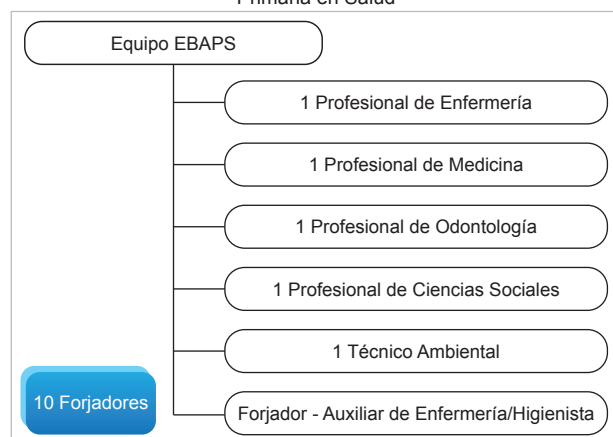 Primaria en Salud
Equipo EBAPS
1 Profesional de Enfermería
1 Profesional de Medicina
1 Profesional de Odontología
1 Profesional de Ciencias Sociales
1 Técnico Ambiental
10 Forjadores
Forjador - Auxiliar de Enfermería/Higienista